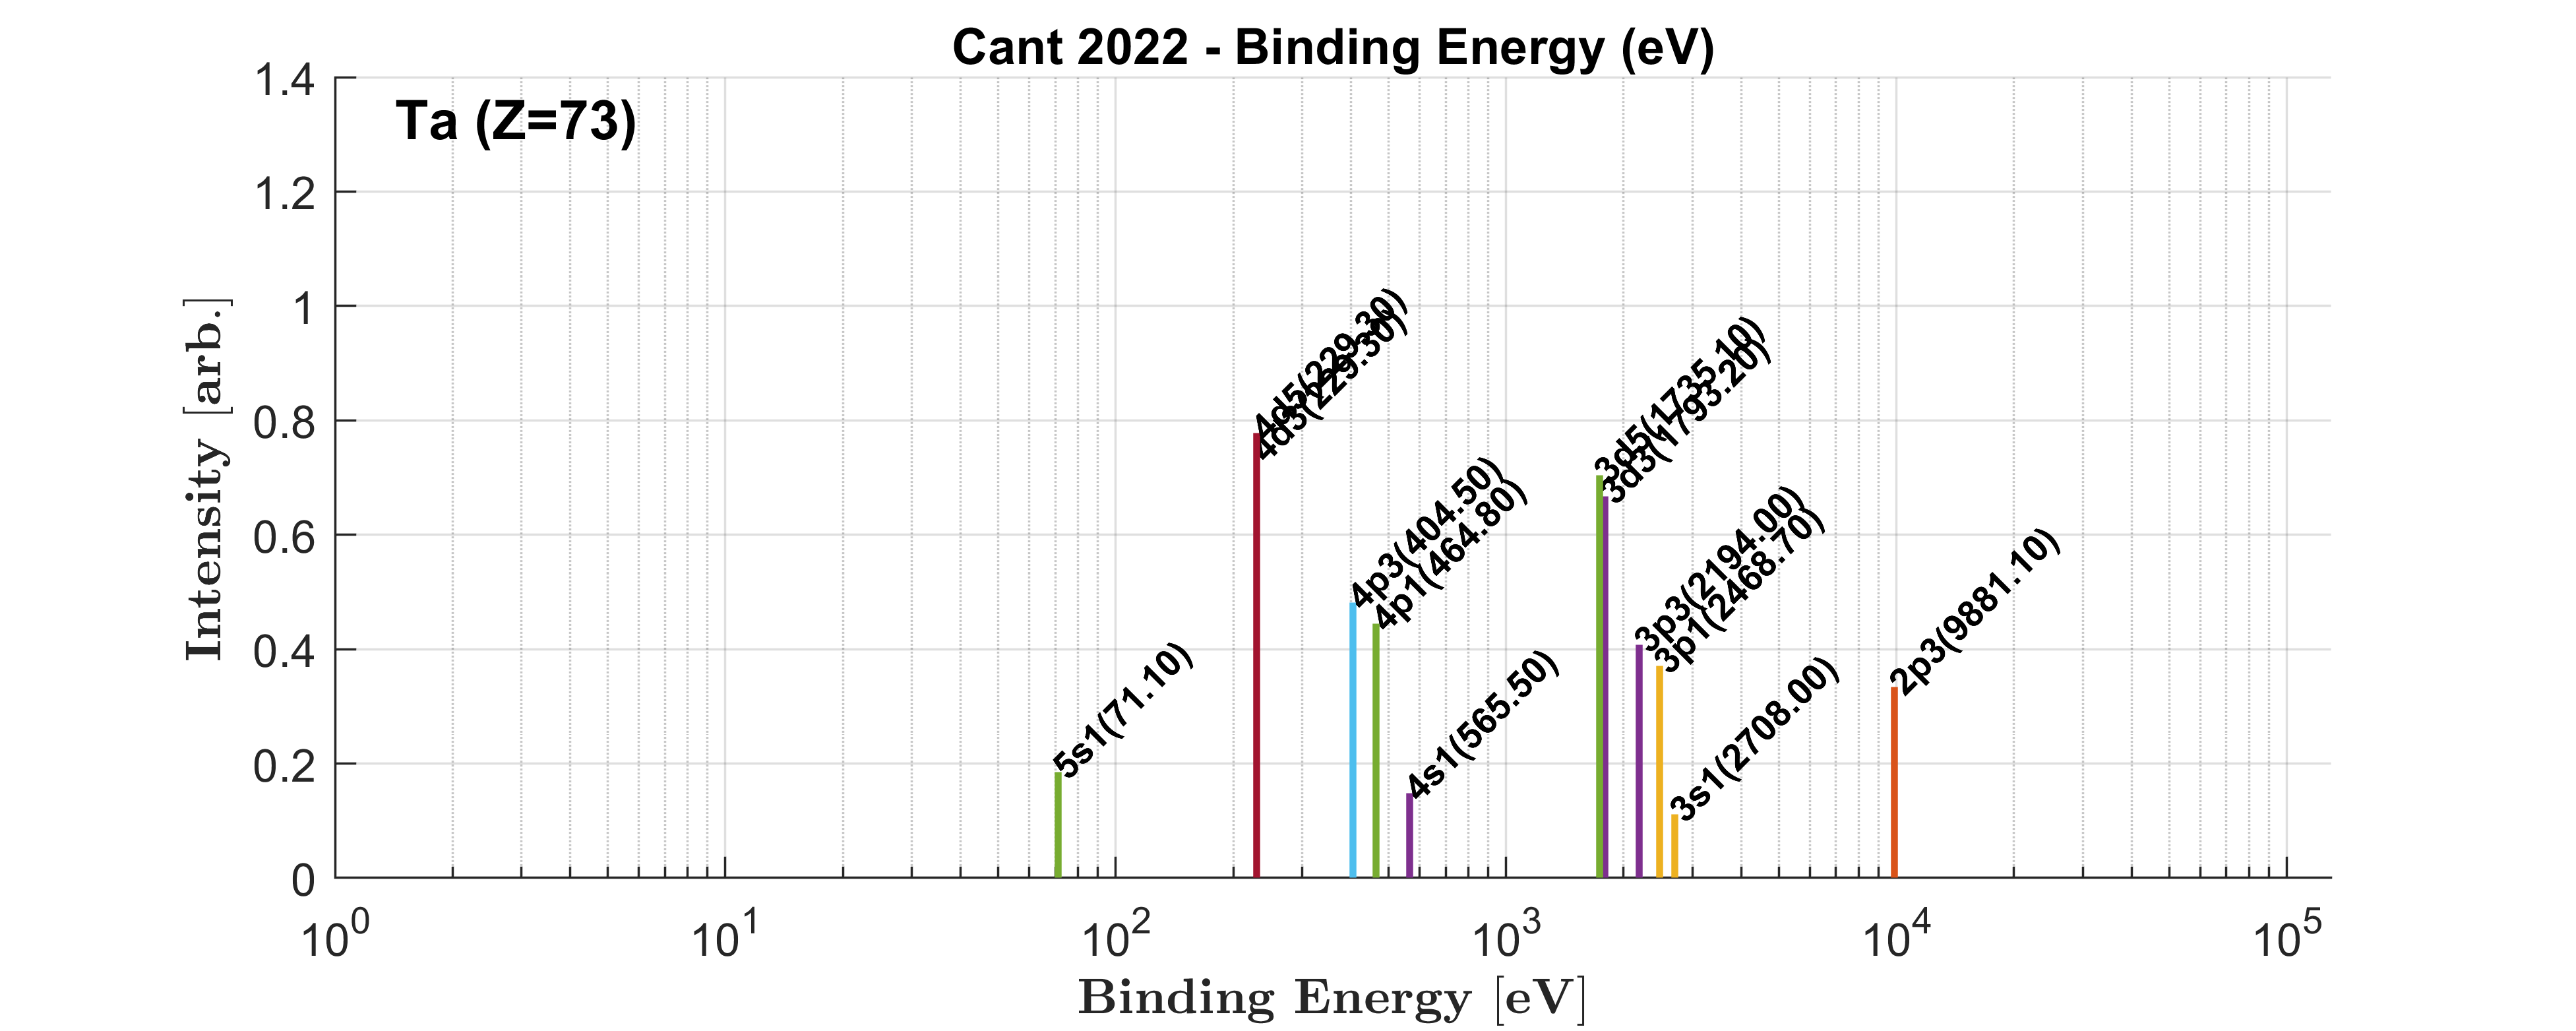 Cant 2022 - Binding Energy (eV)
Ta (Z=73)
1.4
1.2
1
0.8
0.6
0.4
0.2
0
Intensity [arb.]
5s1(71.10)
4d5(229.30)
4d3(229.30)
4p3(404.50)
4p1(464.80)
4s1(565.50)
3d5(1735.10)
3d3(1793.20)
3p3(2194.00)
3p1(2468.70)
3s1(2708.00)
2p3(9881.10)
10^0 10^1 10^2 10^3 10^4 10^5
Binding Energy [eV]